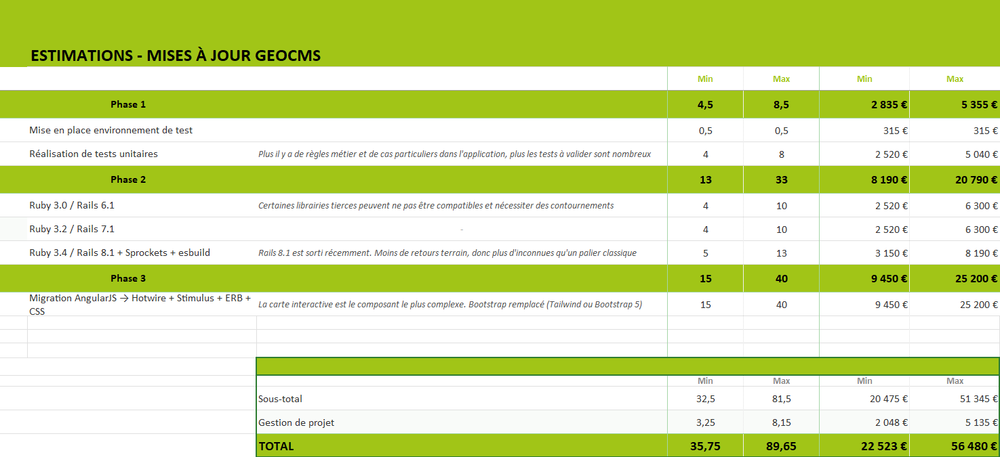 ESTIMATIONS - MISES À JOUR GEOCMS
Min Max Min Max
Phase 1 4,5 8,5 2 835 € 5 355 €
Mise en place environnement de test 0,5 0,5 315 € 315 €
Réalisation de tests unitaires Plus il y a de règles métier et de cas particuliers dans l'application, plus les tests à valider sont nombreux 4 8 2 520 € 5 040 €
Phase 2 13 33 8 190 € 20 790 €
Ruby 3.0 / Rails 6.1 Certaines librairies tierces peuvent ne pas être compatibles et nécessiter des contournements 4 10 2 520 € 6 300 €
Ruby 3.2 / Rails 7.1 - 4 10 2 520 € 6 300 €
Ruby 3.4 / Rails 8.1 + Sprockets + esbuild Rails 8.1 est sorti récemment. Moins de retours terrain, donc plus d'inconnues qu'un palier classique 5 13 3 150 € 8 190 €
Phase 3 15 40 9 450 € 25 200 €
Migration AngularJS → Hotwire + Stimulus + ERB +
CSS La carte interactive est le composant le plus complexe. Bootstrap remplacé (Tailwind ou Bootstrap 5) 15 40 9 450 € 25 200 €
Min Max Min Max
Sous-total 32,5 81,5 20 475 € 51 345 €
Gestion de projet 3,25 8,15 2 048 € 5 135 €
TOTAL 35,75 89,65 22 523 € 56 480 €